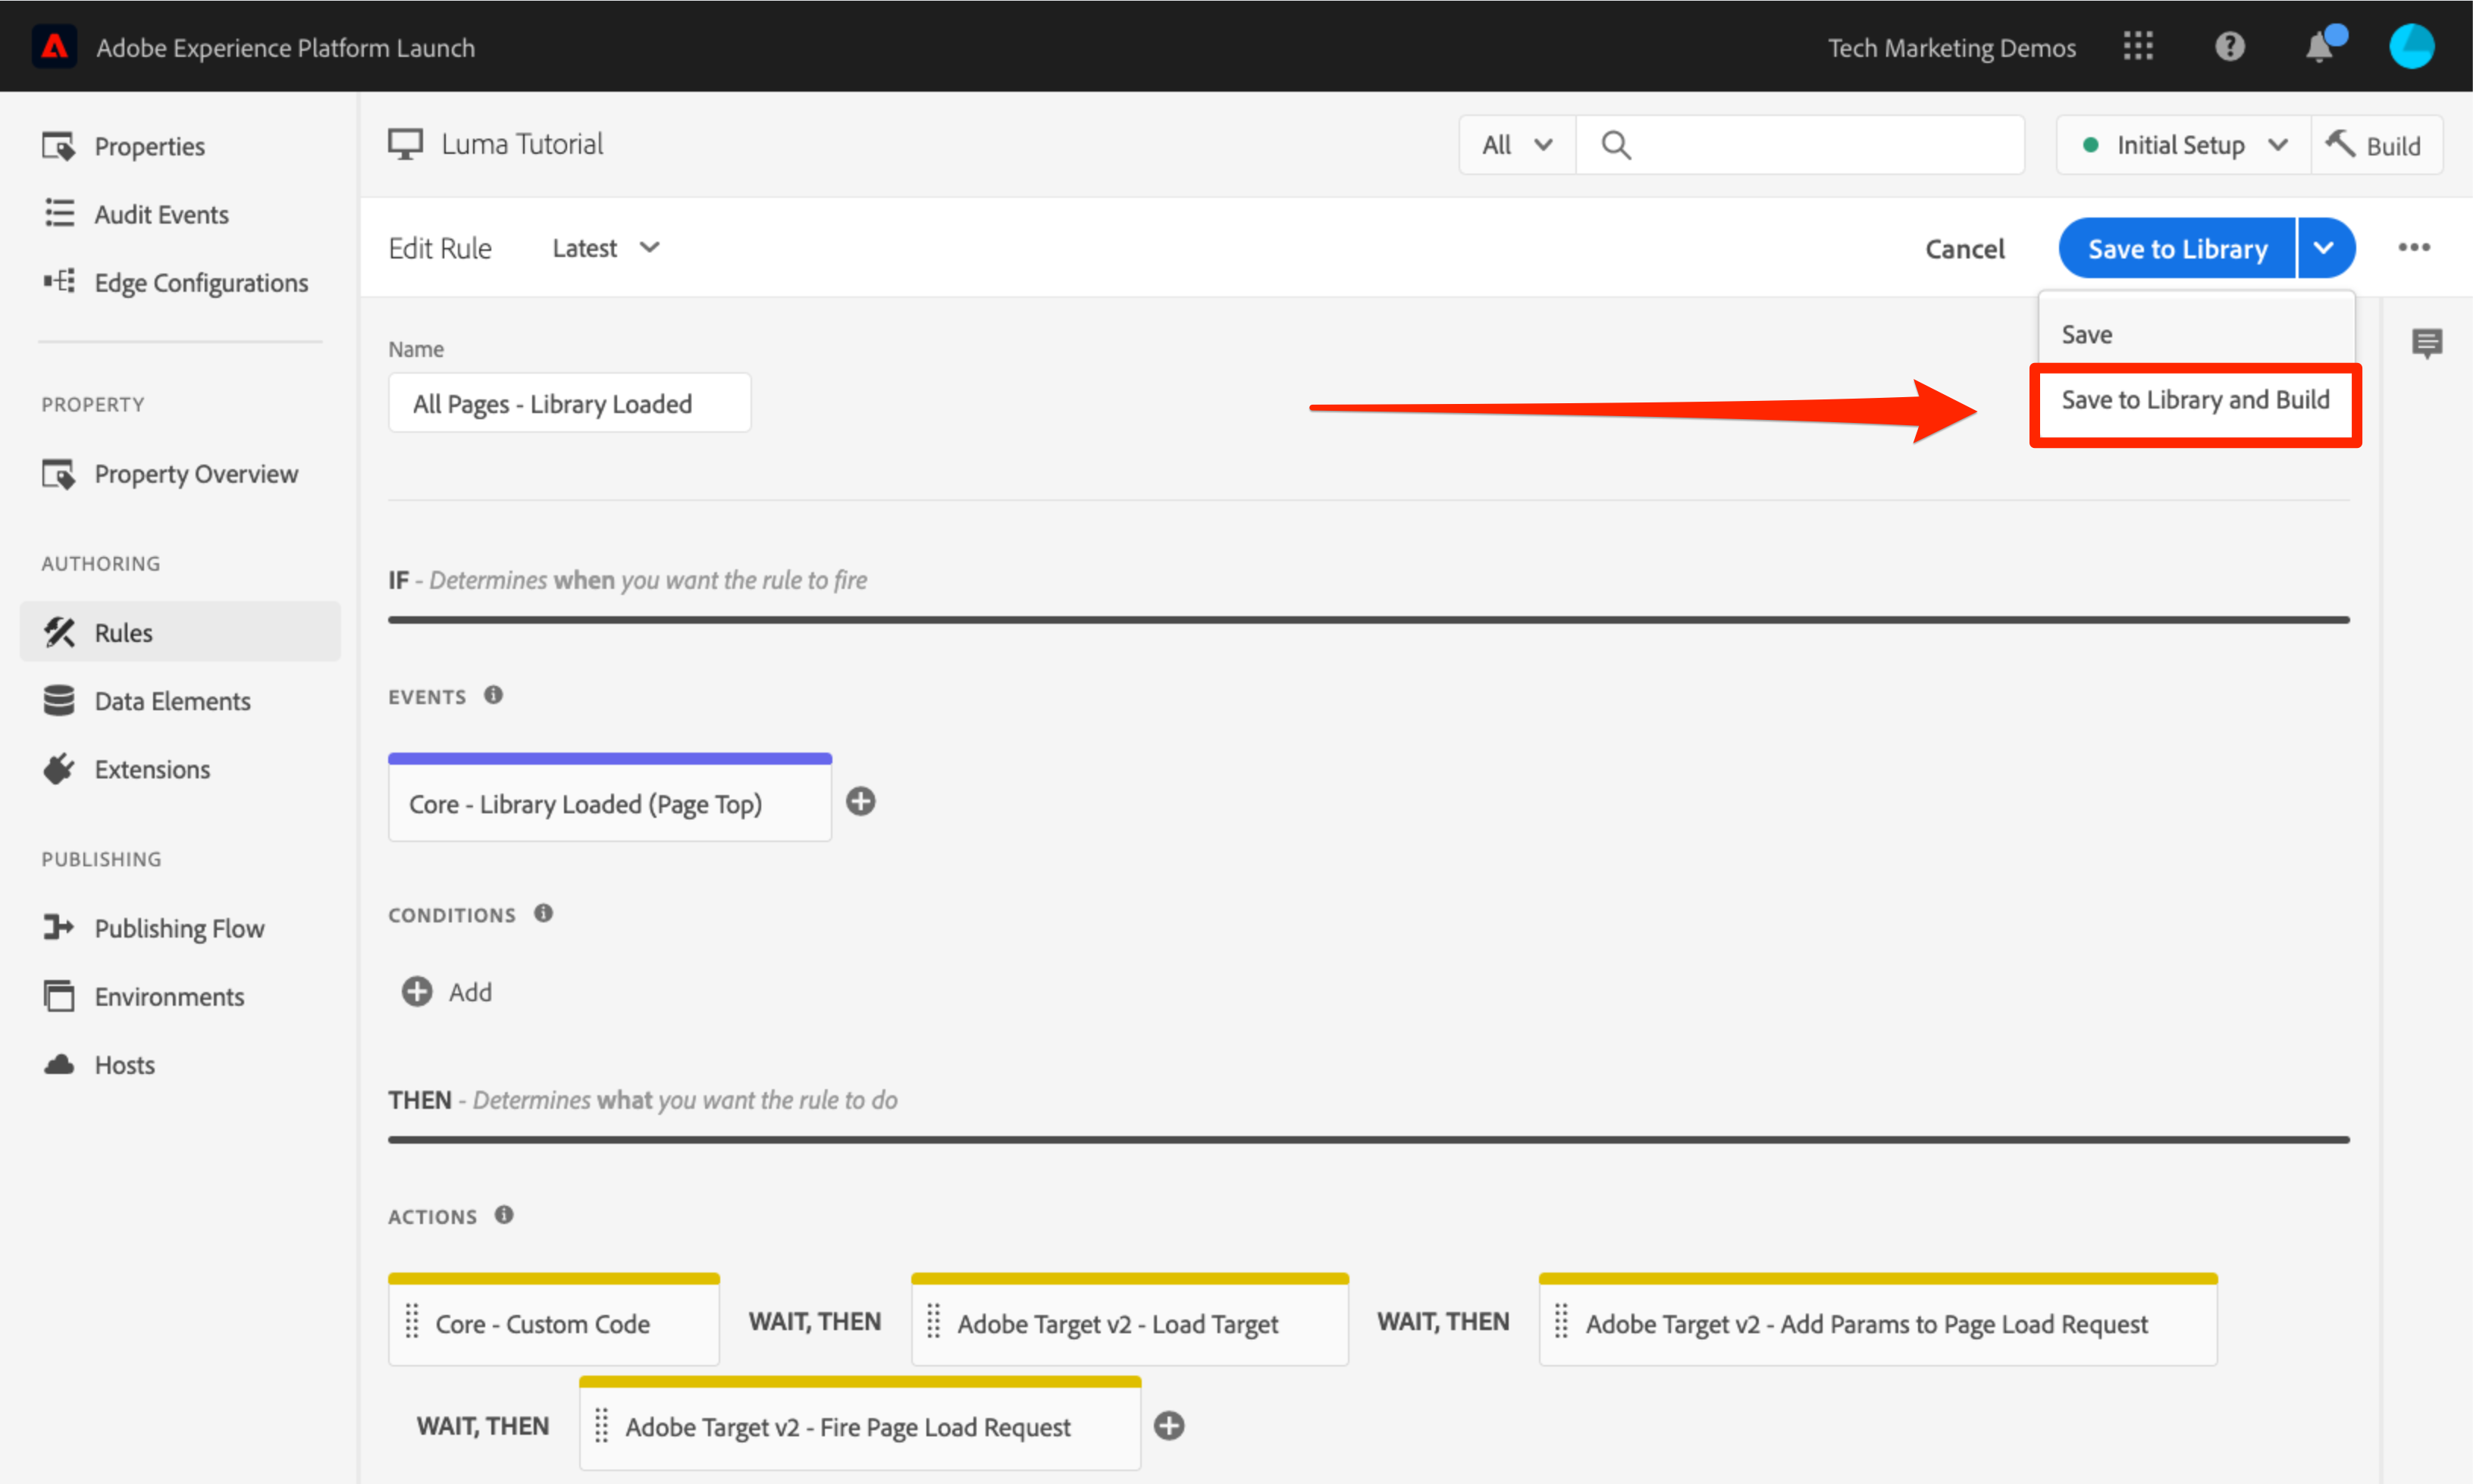 Adobe Experience Platform Launch
Tech Marketing Demos
Properties
Audit Events
Edge Configurations
PROPERTY
Property Overview
AUTHORING
Rules
Data Elements
Extensions
PUBLISHING
Publishing Flow
Environments
Hosts
Luma Tutorial
All
Initial Setup
Build
Edit Rule
Latest
Cancel
Save to Library
Save
Save to Library and Build
Name
All Pages - Library Loaded
IF - Determines when you want the rule to fire
EVENTS
Core - Library Loaded (Page Top)
CONDITIONS
Add
THEN - Determines what you want the rule to do
ACTIONS
Core - Custom Code
WAIT, THEN
Adobe Target v2 - Load Target
WAIT, THEN
Adobe Target v2 - Add Params to Page Load Request
WAIT, THEN
Adobe Target v2 - Fire Page Load Request